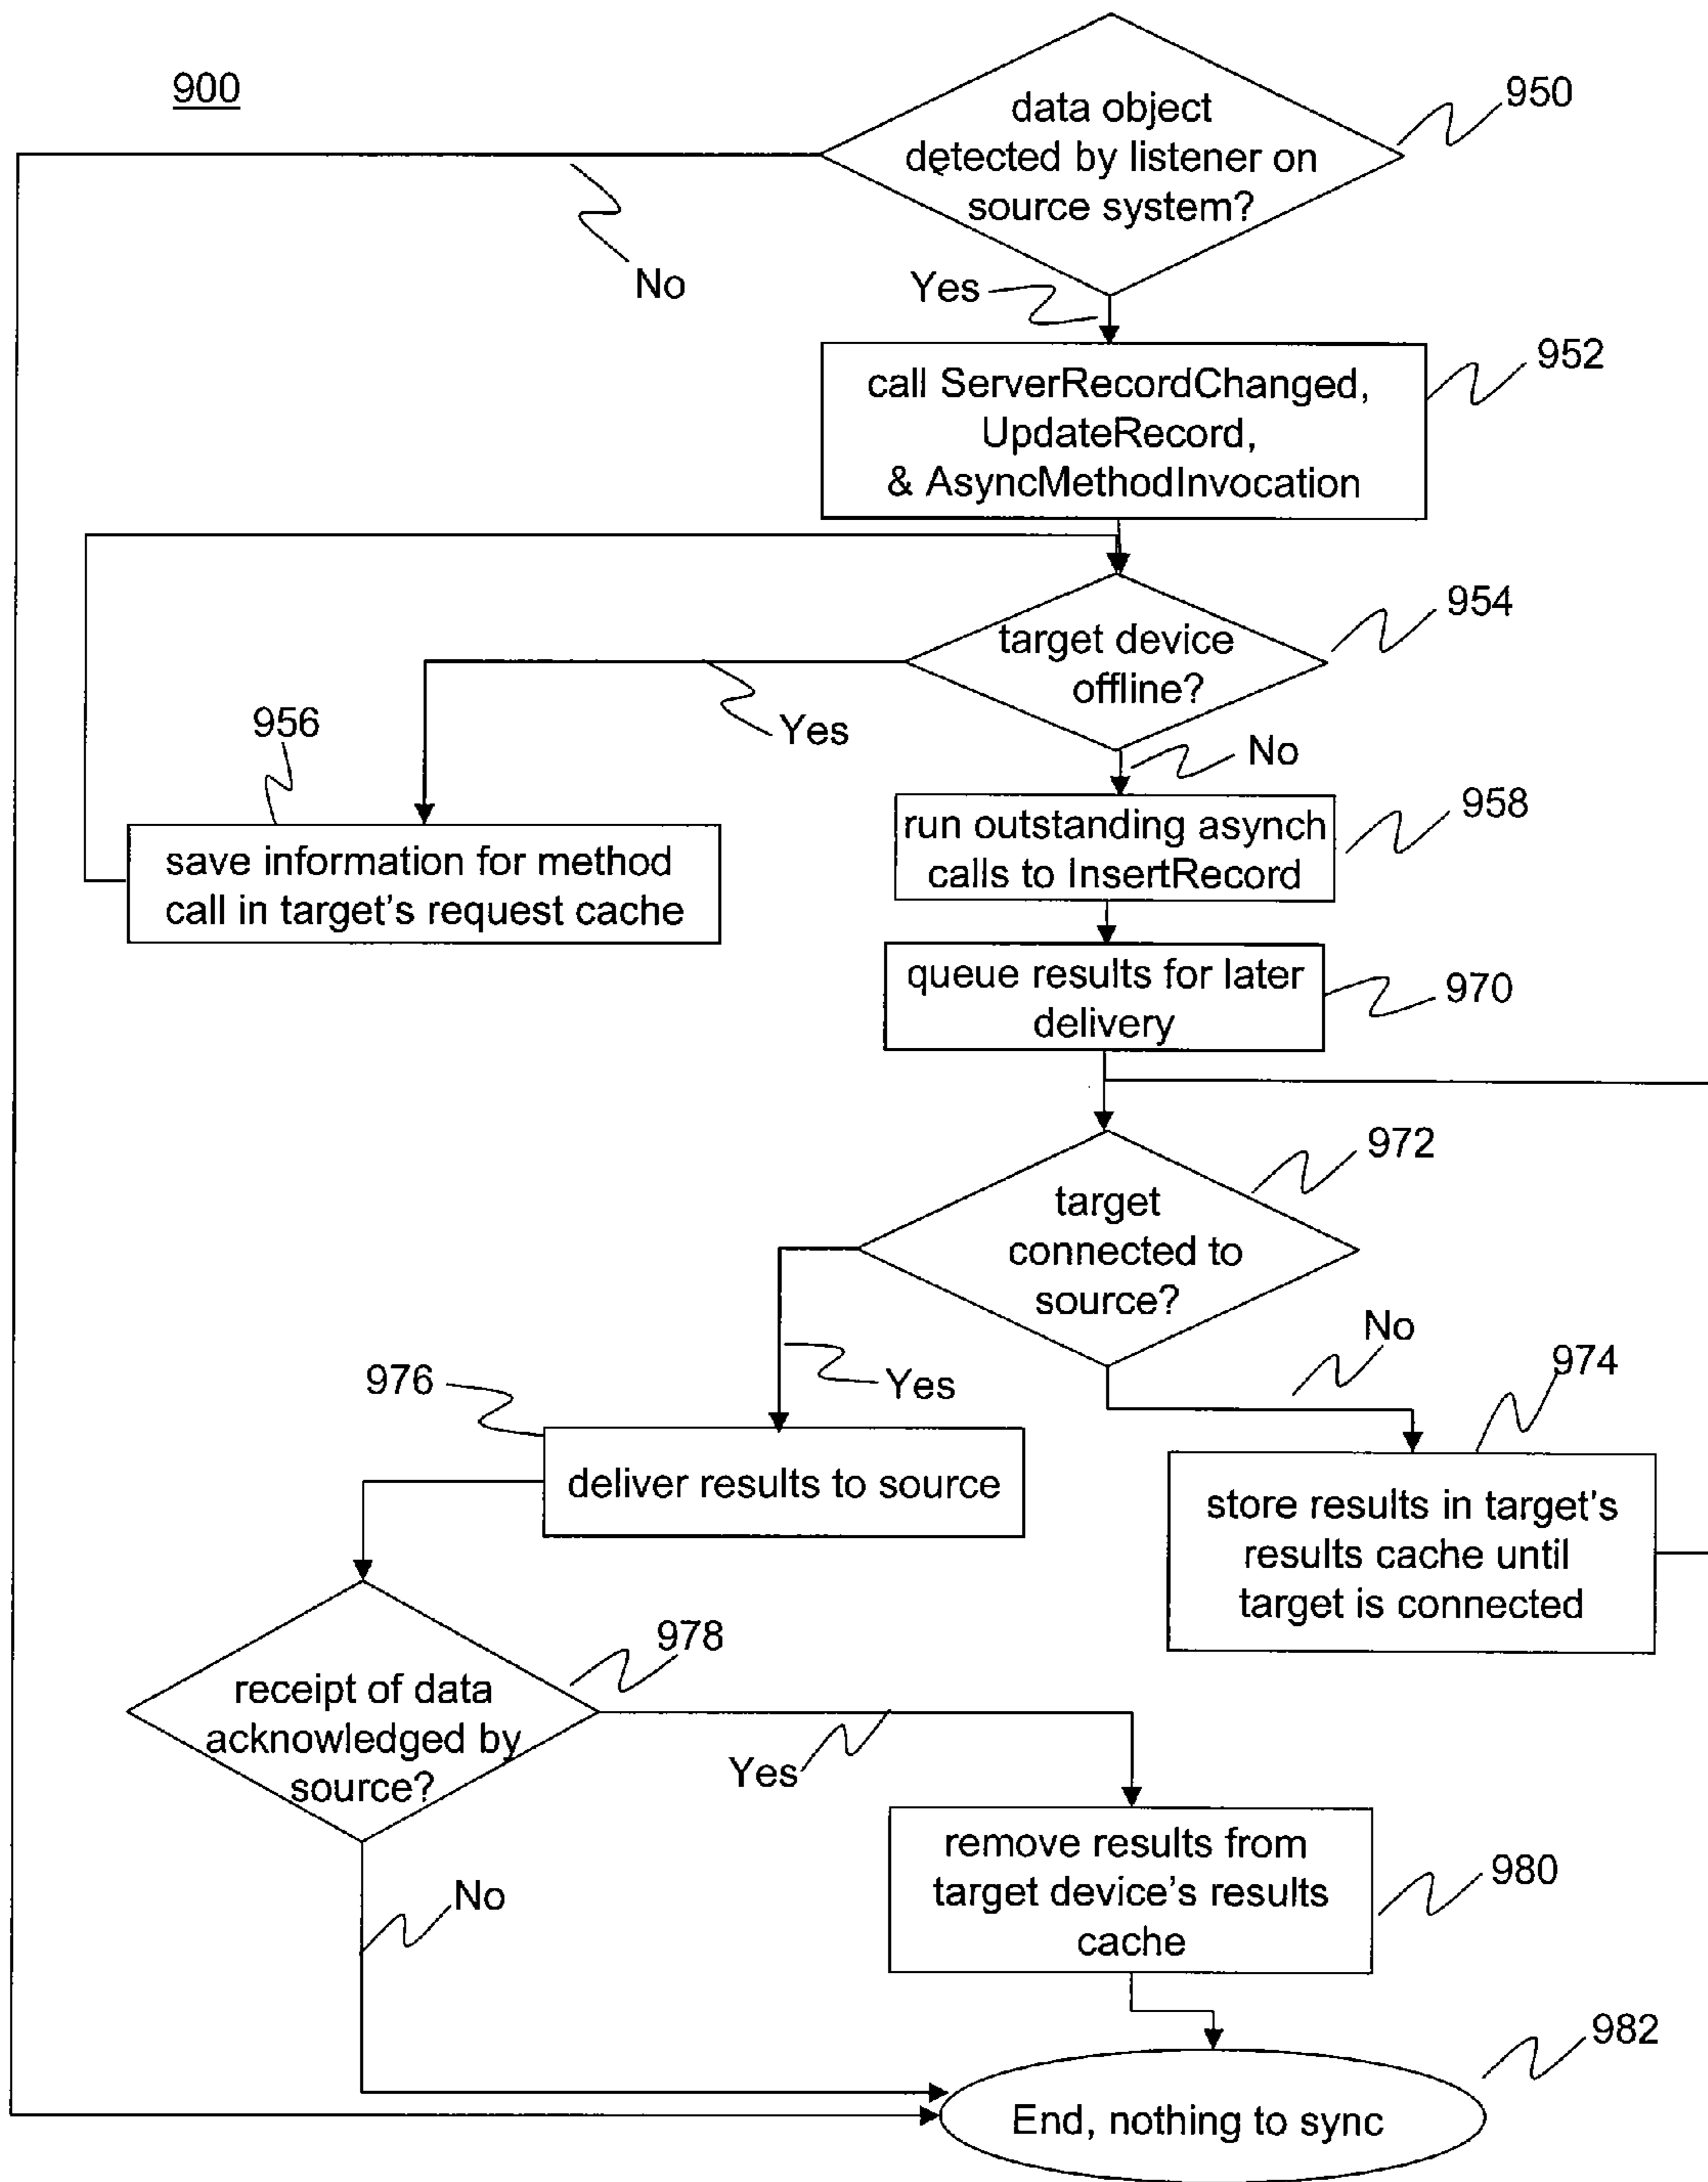 900
950
data object
detected by listener on
source system?
No
Yes
952
call ServerRecordChanged,
UpdateRecord,
& AsyncMethodInvocation
954
target device
offline?
Yes
No
956
save information for method
call in target's request cache
958
run outstanding asynch
calls to InsertRecord
queue results for later
delivery
970
972
target
connected to
source?
No
974
Yes
976
deliver results to source
store results in target's
results cache until
target is connected
978
receipt of data
acknowledged by
source?
Yes
No
remove results from
target device's results
cache
980
982
End, nothing to sync